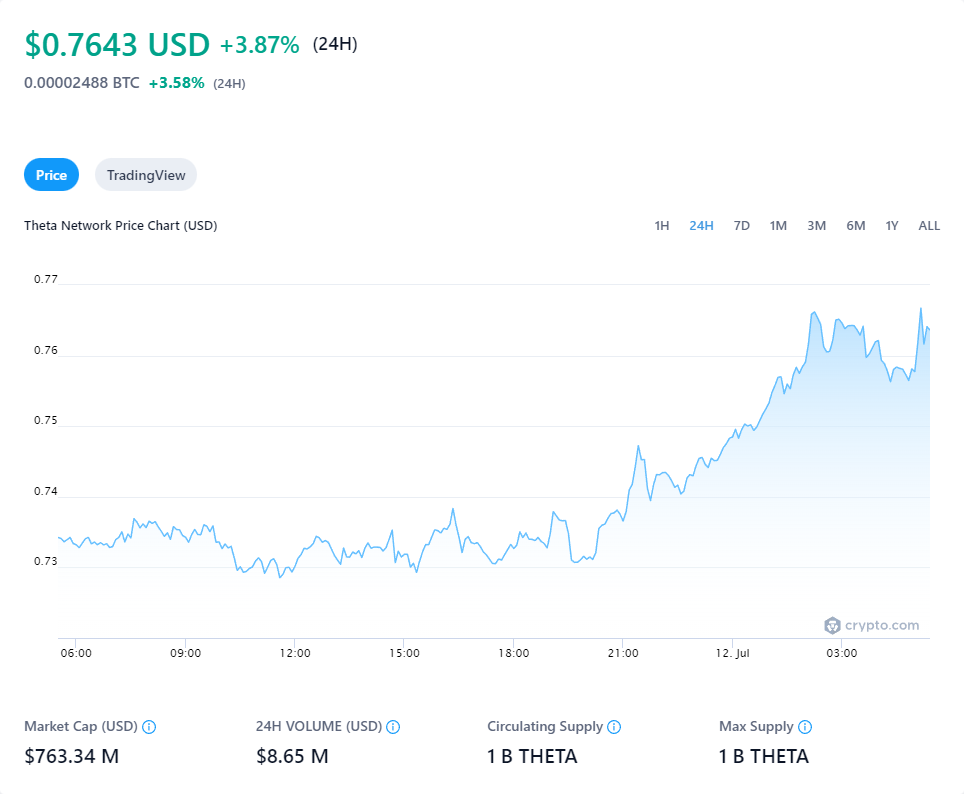 $0.7643 USD +3.87% (24H)
0.00002488 BTC +3.58% (24H)
Price TradingView
Theta Network Price Chart (USD) 1H 24H 7D 1M 3M 6M 1Y ALL
0.77
0.76
0.75
0.74
0.73
crypto.com
06:00 09:00 12:00 15:00 18:00 21:00 12. Jul 03:00
Market Cap (USD) 24H VOLUME (USD) Circulating Supply Max Supply
$763.34 M $8.65 M 1 B THETA 1 B THETA